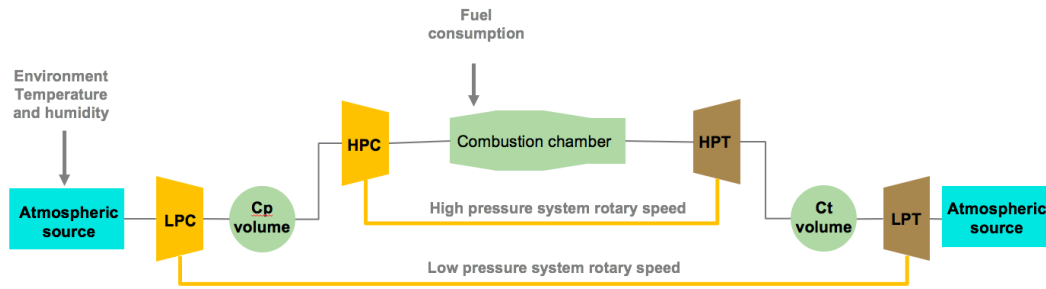 Fuel
consumption
Environment
Temperature
and humidity
HPC
Combustion chamber
HPT
Atmospheric
source
LPC
Cp
volume
High pressure system rotary speed
Ct
volume
LPT
Atmospheric
source
Low pressure system rotary speed